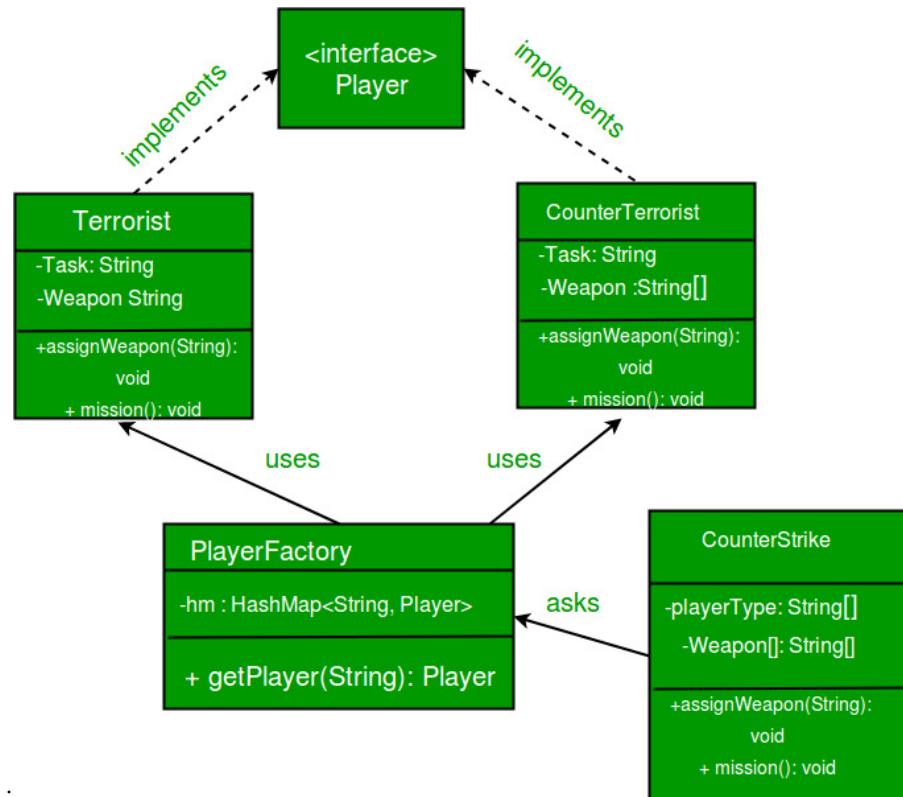 <interface>
Player
implements
implements
Terrorist
-Task: String
-Weapon String
+assignWeapon(String):
void
+ mission(): void
CounterTerrorist
-Task: String
-Weapon :String[]
+assignWeapon(String):
void
+ mission(): void
uses
uses
PlayerFactory
-hm : HashMap<String, Player>
+ getPlayer(String): Player
asks
CounterStrike
-playerType: String[]
-Weapon[]: String[]
+assignWeapon(String):
void
+ mission(): void
.